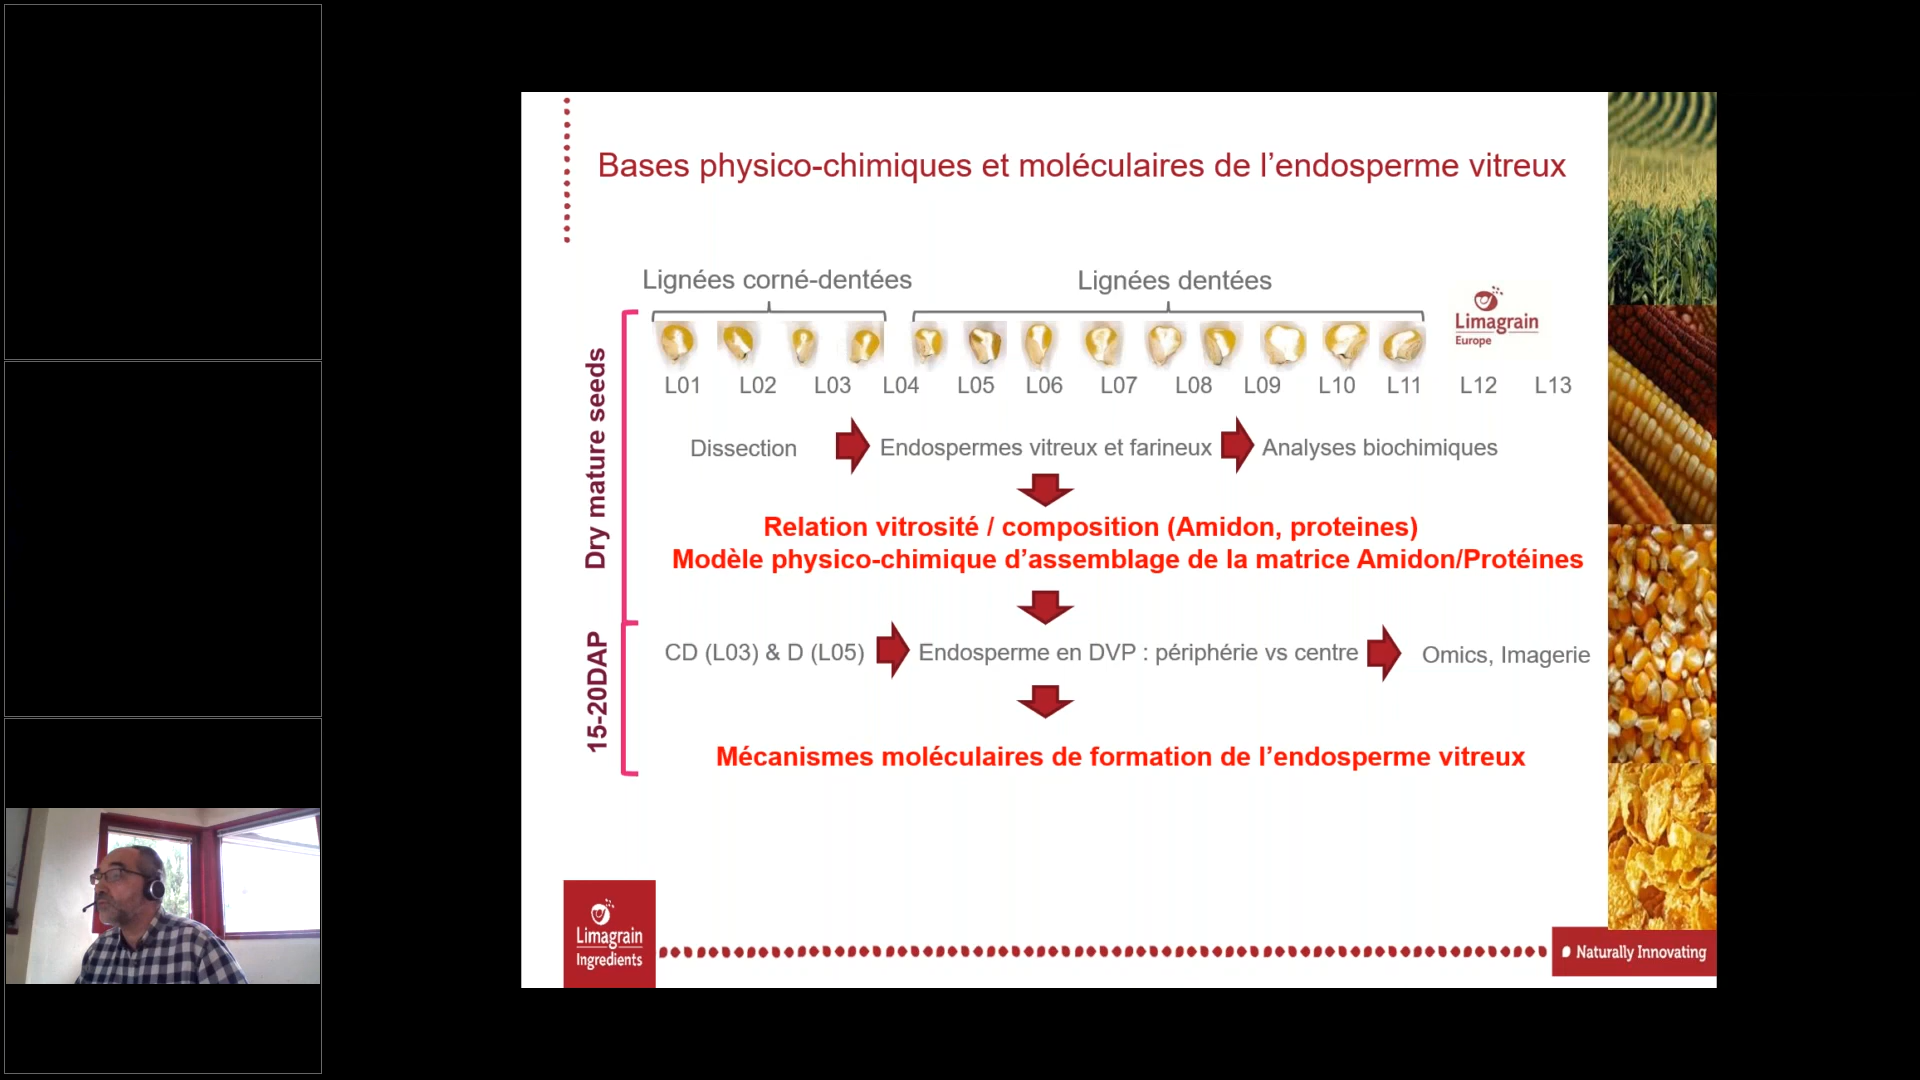 Bases physico-chimiques et moléculaires de l’endosperme vitreux
Lignées corné-dentées
Lignées dentées
Limagrain
Europe
L01 L02 L03 L04 L05 L06 L07 L08 L09 L10 L11 L12 L13
Dry mature seeds
Dissection
Endospermes vitreux et farineux
Analyses biochimiques
Relation vitrosité / composition (Amidon, proteines)
Modèle physico-chimique d’assemblage de la matrice Amidon/Protéines
15-20DAP
CD (L03) & D (L05)
Endosperme en DVP : périphérie vs centre
Omics, Imagerie
Mécanismes moléculaires de formation de l’endosperme vitreux
Limagrain
Ingredients
Naturally Innovating